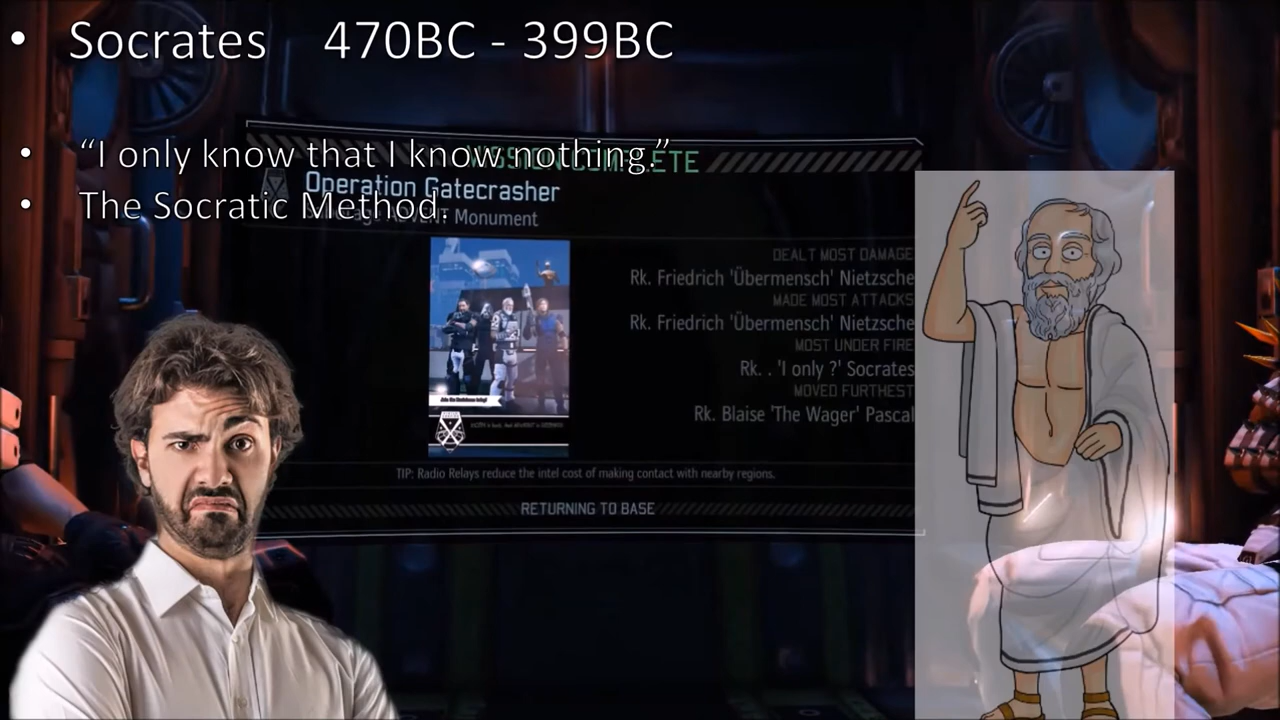 • Socrates 470BC - 399BC
• “I only know that I know nothing.”
MISSION COMPLETE
Operation Gatecrasher
• The Socratic Method.
Monument
DEALT MOST DAMAGE
Rk. Friedrich 'Übermensch' Nietzsche
MADE MOST ATTACKS
Rk. Friedrich 'Übermensch' Nietzsche
MOST UNDER FIRE
Rk. . 'I only ?' Socrates
MOVED FURTHEST
Rk. Blaise 'The Wager' Pascal
TIP: Radio Relays reduce the intel cost of making contact with nearby regions.
RETURNING TO BASE